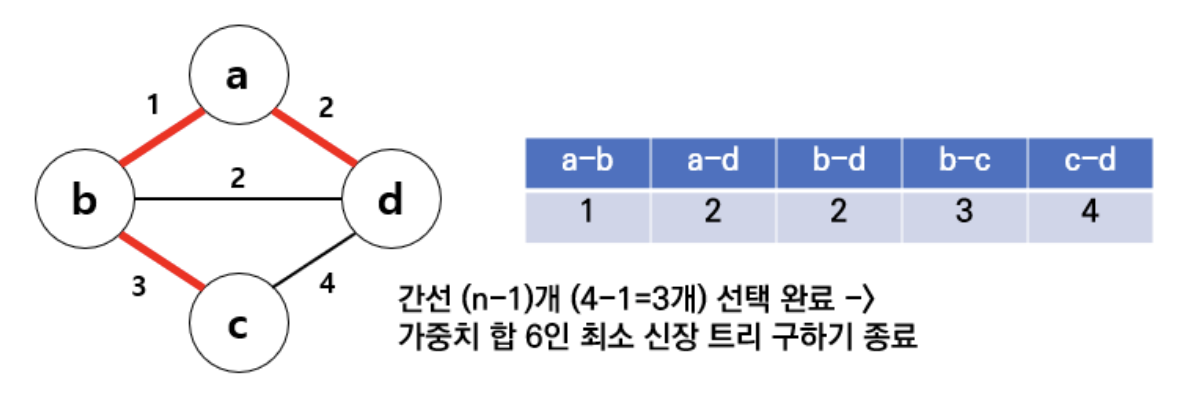 a
1
2
a-b a-d b-d b-c c-d
2
b
d
1 2 2 3 4
3
4
간선 (n-1)개 (4-1=3개) 선택 완료 ->
c
가중치 합 6인 최소 신장 트리 구하기 종료